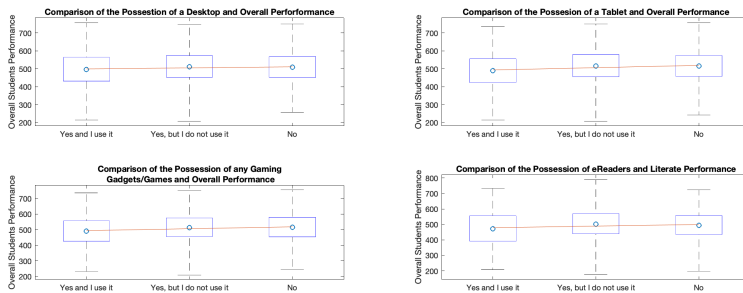 Comparison of the Possestion of a Desktop and Overall Perforformance
Overall Students Performance
700
600
500
400
300
200
Yes and I use it Yes, but I do not use it No
Comparison of the Possesion of a Tablet and Overall Performance
Overall Students Performance
700
600
500
400
300
200
Yes and I use it Yes, but I do not use it No
Comparison of the Possession of any Gaming
Gadgets/Games and Overall Performance
Overall Students Performance
700
600
500
400
300
200
Yes and I use it Yes, but I do not use it No
Comparison of the Possession of eReaders and Literate Performance
Overall Students Performance
800
700
600
500
400
300
200
Yes and I use it Yes, but I do not use it No